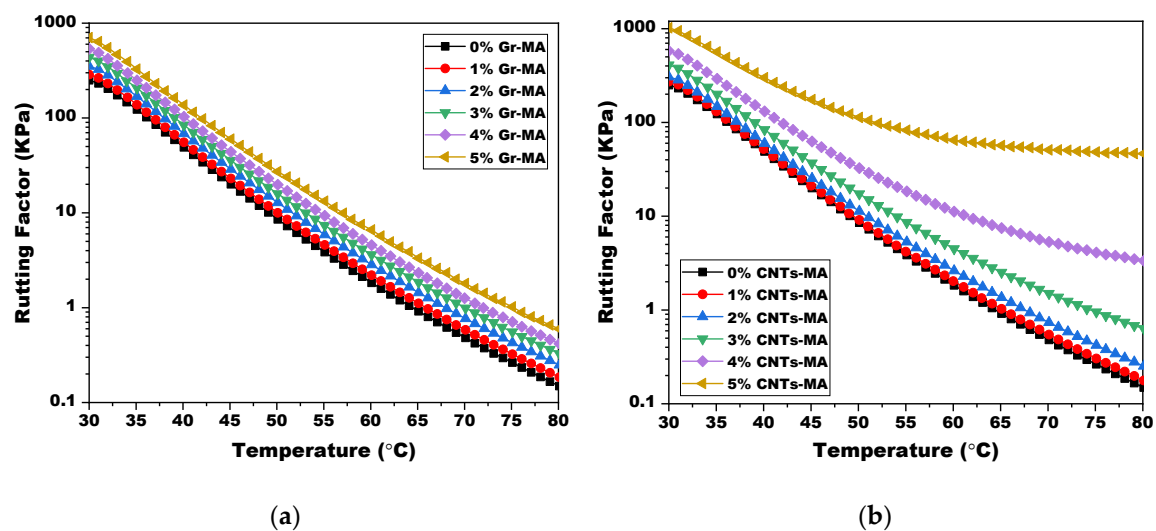 Rutting Factor (KPa)
1000
100
10
1
0.1
0% Gr-MA
1% Gr-MA
2% Gr-MA
3% Gr-MA
4% Gr-MA
5% Gr-MA
30 35 40 45 50 55 60 65 70 75 80
Temperature (°C)
(a)
Rutting Factor (KPa)
1000
100
10
1
0.1
0% CNTs-MA
1% CNTs-MA
2% CNTs-MA
3% CNTs-MA
4% CNTs-MA
5% CNTs-MA
30 35 40 45 50 55 60 65 70 75 80
Temperature (°C)
(b)